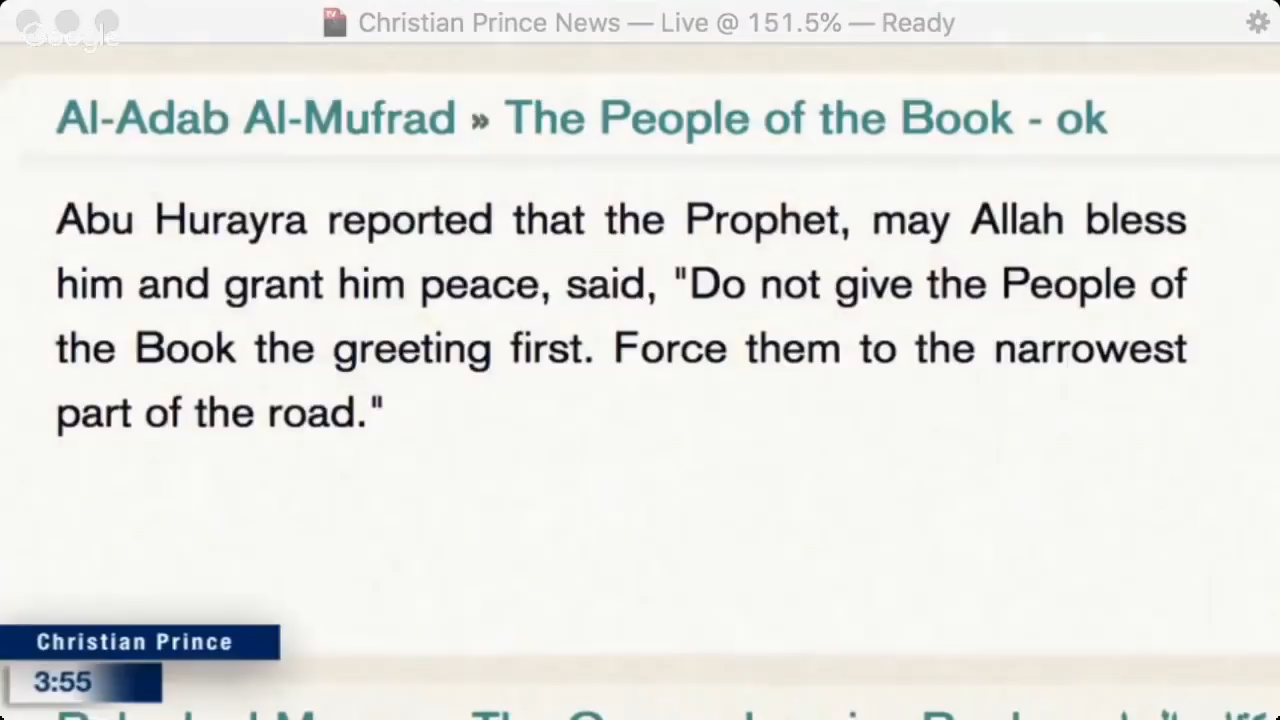 Christian Prince News — Live @ 151.5% — Ready
Google
Al-Adab Al-Mufrad » The People of the Book - ok
Abu Hurayra reported that the Prophet, may Allah bless
him and grant him peace, said, "Do not give the People of
the Book the greeting first. Force them to the narrowest
part of the road."
Christian Prince
3:55